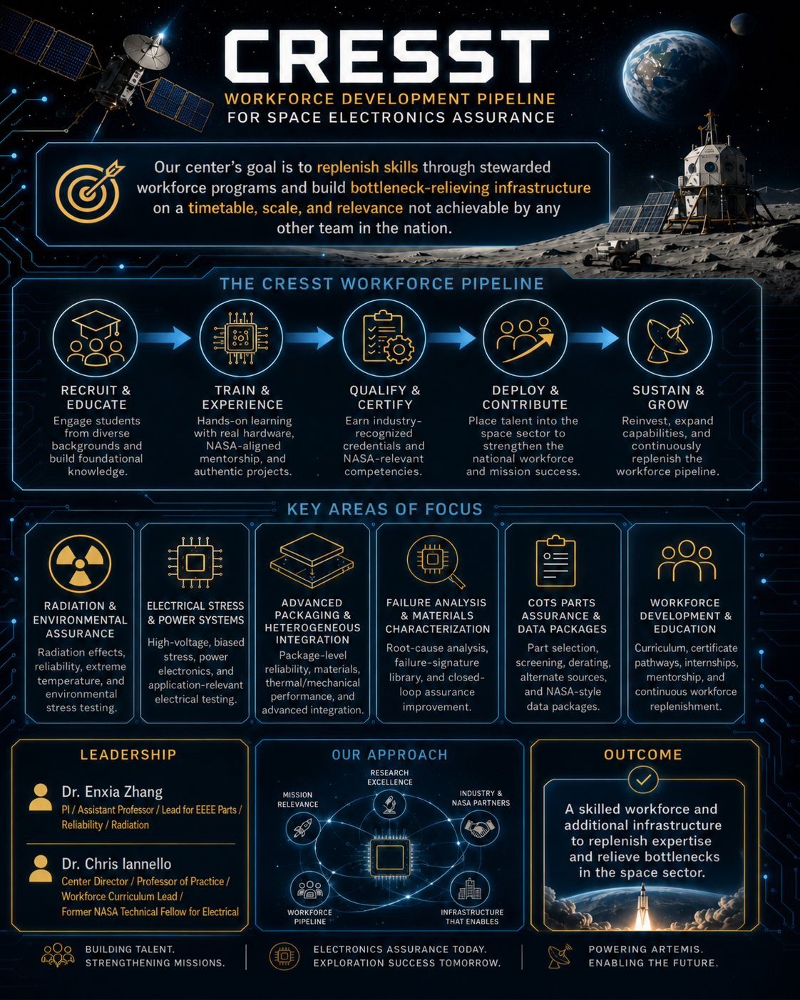 CRESST
WORKFORCE DEVELOPMENT PIPELINE
FOR SPACE ELECTRONICS ASSURANCE
Our center's goal is to replenish skills through stewarded
workforce programs and build bottleneck-relieving infrastructure
on a timetable, scale, and relevance not achievable by any
other team in the nation.
THE CRESST WORKFORCE PIPELINE
RECRUIT &
EDUCATE
Engage students
from diverse
backgrounds and
build foundational
knowledge.
TRAIN &
EXPERIENCE
Hands-on learning
with real hardware,
NASA-aligned
mentorship, and
authentic projects.
QUALIFY &
CERTIFY
Earn industry-
recognized
credentials and
NASA-relevant
competencies.
DEPLOY &
CONTRIBUTE
Place talent into the
space sector to
strengthen the
national workforce
and mission success.
SUSTAIN &
GROW
Reinvest, expand
capabilities, and
continuously
replenish the
workforce pipeline.
KEY AREAS OF FOCUS
RADIATION &
ENVIRONMENTAL
ASSURANCE
Radiation effects,
reliability, extreme
temperature, and
environmental
stress testing.
ELECTRICAL STRESS
& POWER SYSTEMS
High-voltage, biased
stress, power
electronics, and
application-relevant
electrical testing.
ADVANCED
PACKAGING &
HETEROGENEOUS
INTEGRATION
Package-level
reliability, materials,
thermal/mechanical
performance, and
advanced integration.
FAILURE ANALYSIS
& MATERIALS
CHARACTERIZATION
Root-cause analysis,
failure-signature
library, and closed-
loop assurance
improvement.
COTS PARTS
ASSURANCE &
DATA PACKAGES
Part selection,
screening, derating,
alternate sources,
and NASA-style
data packages.
WORKFORCE
DEVELOPMENT &
EDUCATION
Curriculum, certificate
pathways, internships,
mentorship, and
continuous workforce
replenishment.
LEADERSHIP
Dr. Enxia Zhang
PI / Assistant Professor / Lead for EEEE Parts /
Reliability / Radiation
Dr. Chris Iannello
Center Director / Professor of Practice /
Workforce Curriculum Lead /
Former NASA Technical Fellow for Electrical
OUR APPROACH
RESEARCH
EXCELLENCE
MISSION
RELEVANCE
INDUSTRY &
NASA PARTNERS
WORKFORCE
PIPELINE
INFRASTRUCTURE
THAT ENABLES
OUTCOME
A skilled workforce and
additional infrastructure
to replenish expertise
and relieve bottlenecks
in the space sector.
BUILDING TALENT.
STRENGTHENING MISSIONS.
ELECTRONICS ASSURANCE TODAY.
EXPLORATION SUCCESS TOMORROW.
POWERING ARTEMIS.
ENABLING THE FUTURE.